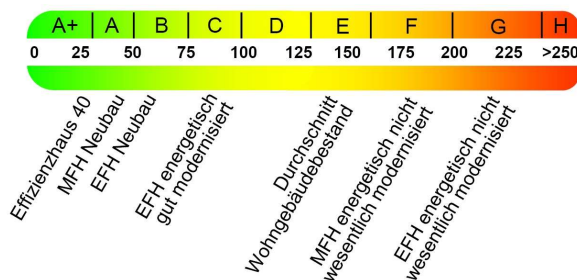 A+ A B C D E F G H
0 25 50 75 100 125 150 175 200 225 >250
Effizienzhaus 40
MFH Neubau
EFH Neubau
EFH energetisch
gut modernisiert
Durchschnitt
Wohngebäudebestand
MFH energetisch nicht
wesentlich modernisiert
EFH energetisch nicht
wesentlich modernisiert